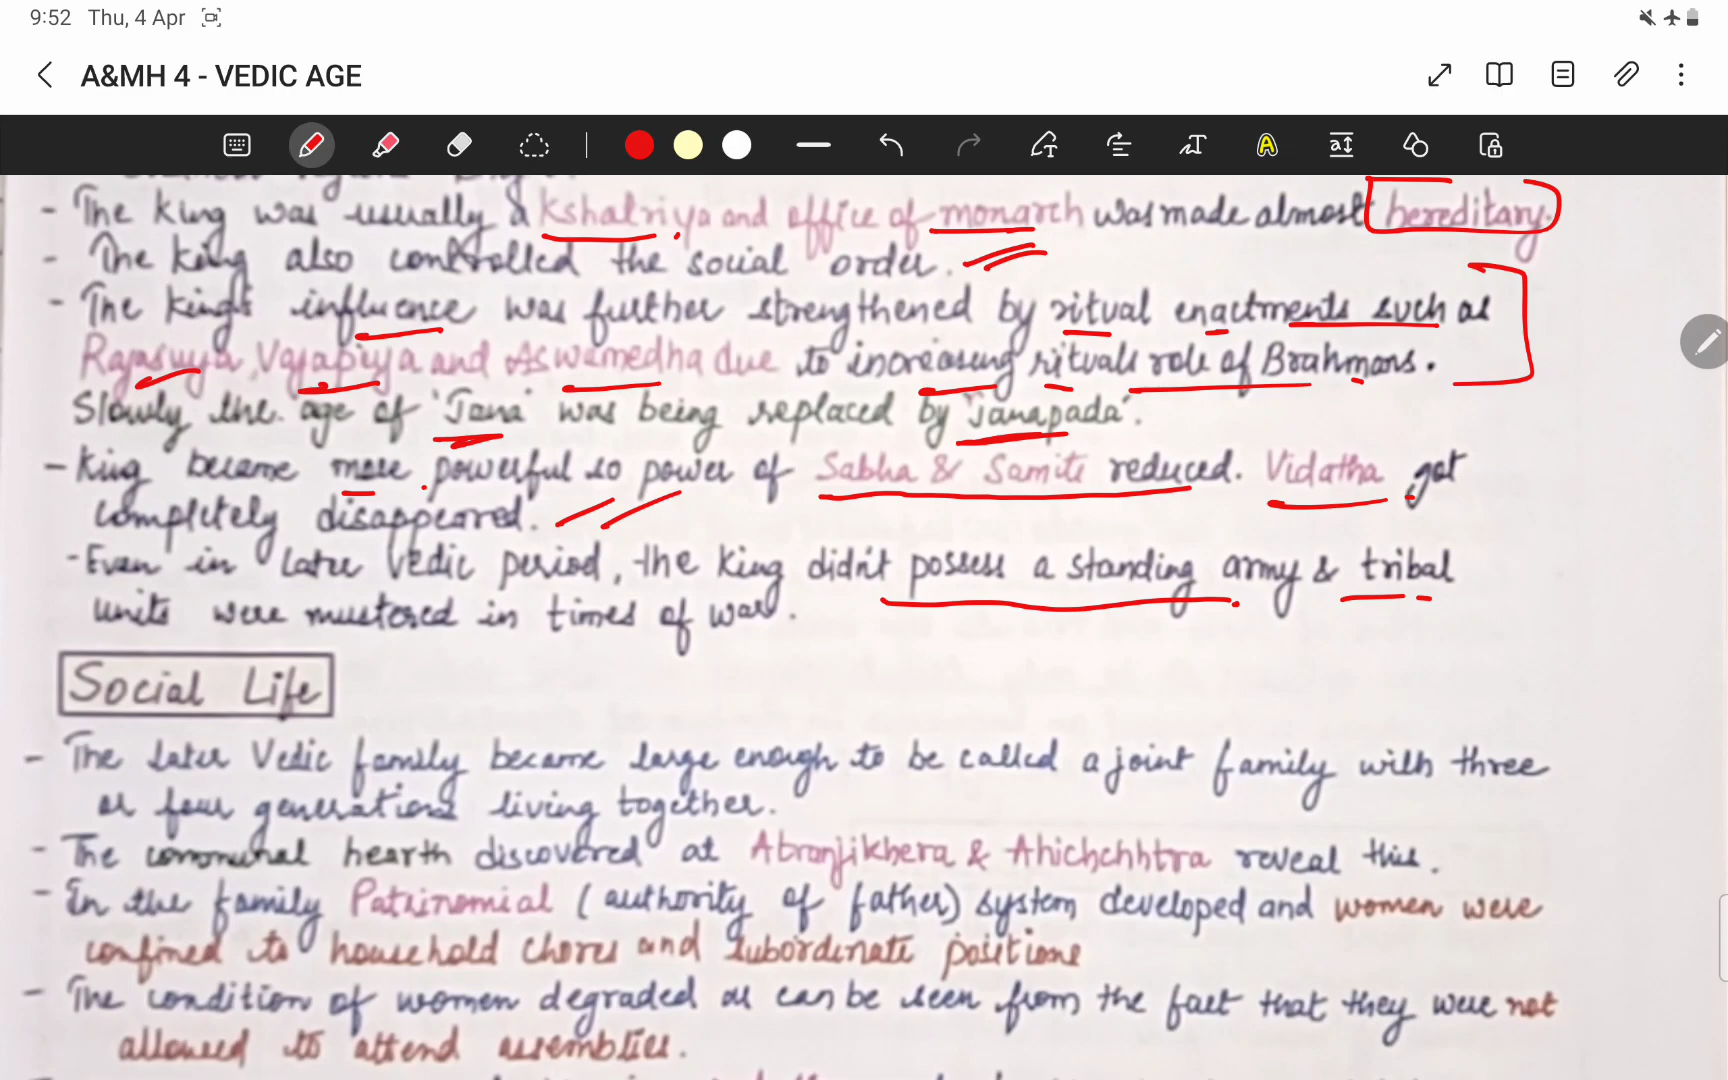 9:52 Thu, 4 Apr
A&MH 4 - VEDIC AGE
- The King was usually a Kshatriya and office of monarch was made almost hereditary.
- The King also controlled the social order.
- The King's influence was further strengthened by ritual enactments such as
Rajasuya, Vajapiya and Aswamedha due to increasing rituals role of Brahmans.
Slowly the age of 'Jana' was being replaced by 'janapada'.
- King became more powerful so power of Sabha & Samiti reduced. Vidatha got
completely disappeared.
- Even in later Vedic period, the King didn't possess a standing army & tribal
units were mustered in times of war.
Social Life
- The later Vedic family became large enough to be called a joint family with three
or four generations living together.
- The communal hearth discovered at Abranjikhera & Ahichchhtra reveal this.
- In the family Patrinomial (authority of father) system developed and women were
confined to household chores and subordinate positions
- The condition of women degraded as can be seen from the fact that they were not
allowed to attend assemblies.